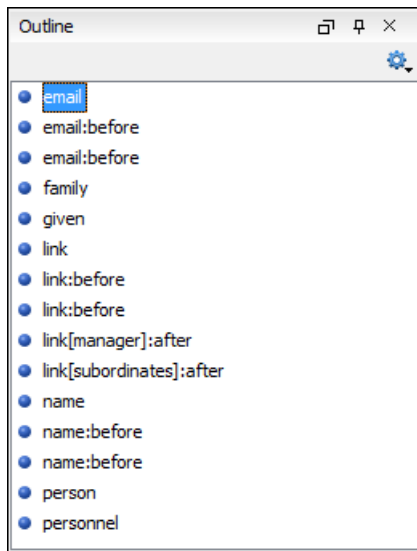 Outline
email
email:before
email:before
family
given
link
link:before
link:before
link[manager]:after
link[subordinates]:after
name
name:before
name:before
person
personnel